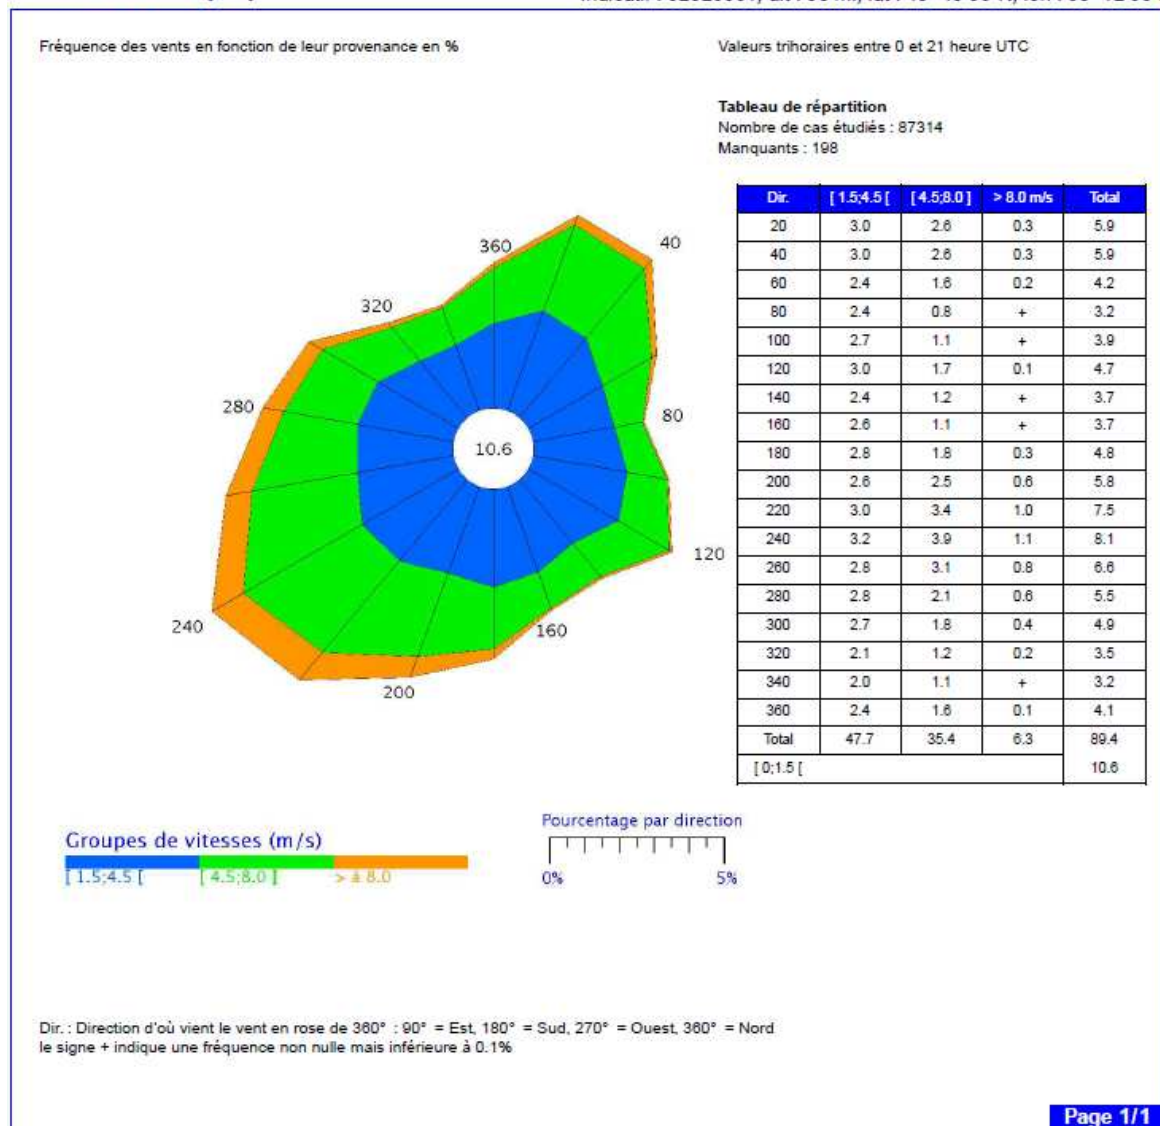 Fréquence des vents en fonction de leur provenance en %
Valeurs trihoraires entre 0 et 21 heure UTC
Tableau de répartition
Nombre de cas étudiés : 87314
Manquants : 198
Dir. [ 1.5;4.5 [ [ 4.5;8.0 ] > 8.0 m/s Total
20 3.0 2.6 0.3 5.9
40 3.0 2.6 0.3 5.9
60 2.4 1.6 0.2 4.2
80 2.4 0.8 + 3.2
100 2.7 1.1 + 3.9
120 3.0 1.7 0.1 4.7
140 2.4 1.2 + 3.7
160 2.6 1.1 + 3.7
180 2.8 1.8 0.3 4.8
200 2.6 2.5 0.6 5.8
220 3.0 3.4 1.0 7.5
240 3.2 3.9 1.1 8.1
260 2.8 3.1 0.8 6.6
280 2.8 2.1 0.6 5.5
300 2.7 1.8 0.4 4.9
320 2.1 1.2 0.2 3.5
340 2.0 1.1 + 3.2
360 2.4 1.6 0.1 4.1
Total 47.7 35.4 6.3 89.4
[ 0;1.5 [ 10.6
360
40
320
280
80
10.6
120
160
240
200
Groupes de vitesses (m/s)
[ 1.5;4.5 [ [ 4.5;8.0 ] > à 8.0
Pourcentage par direction
0% 5%
Dir. : Direction d'où vient le vent en rose de 360° : 90° = Est, 180° = Sud, 270° = Ouest, 360° = Nord
le signe + indique une fréquence non nulle mais inférieure à 0.1%
Page 1/1